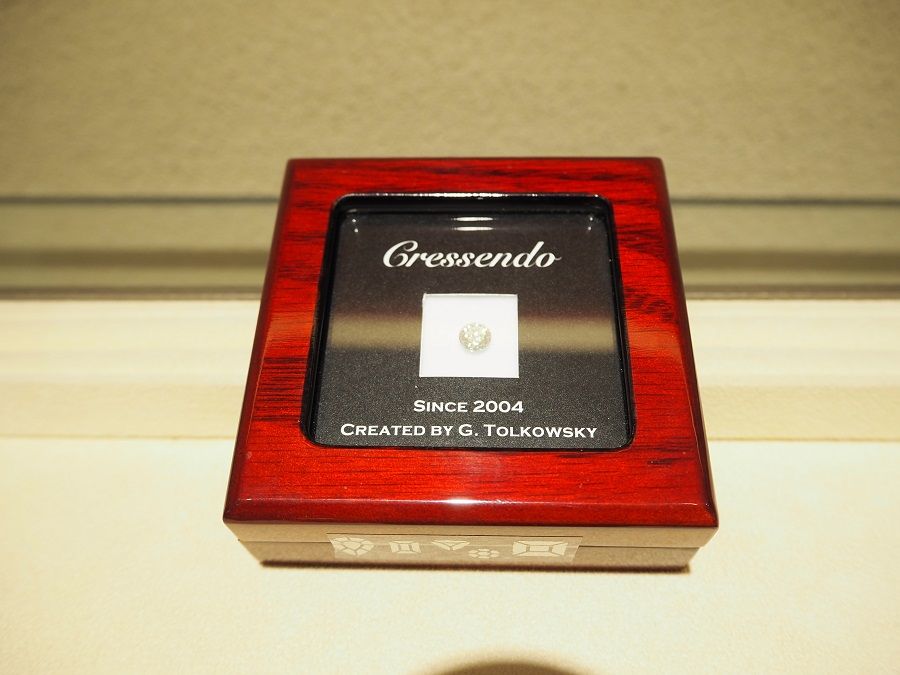 Cressendo
Since 2004
Created by G. Tolkowsky